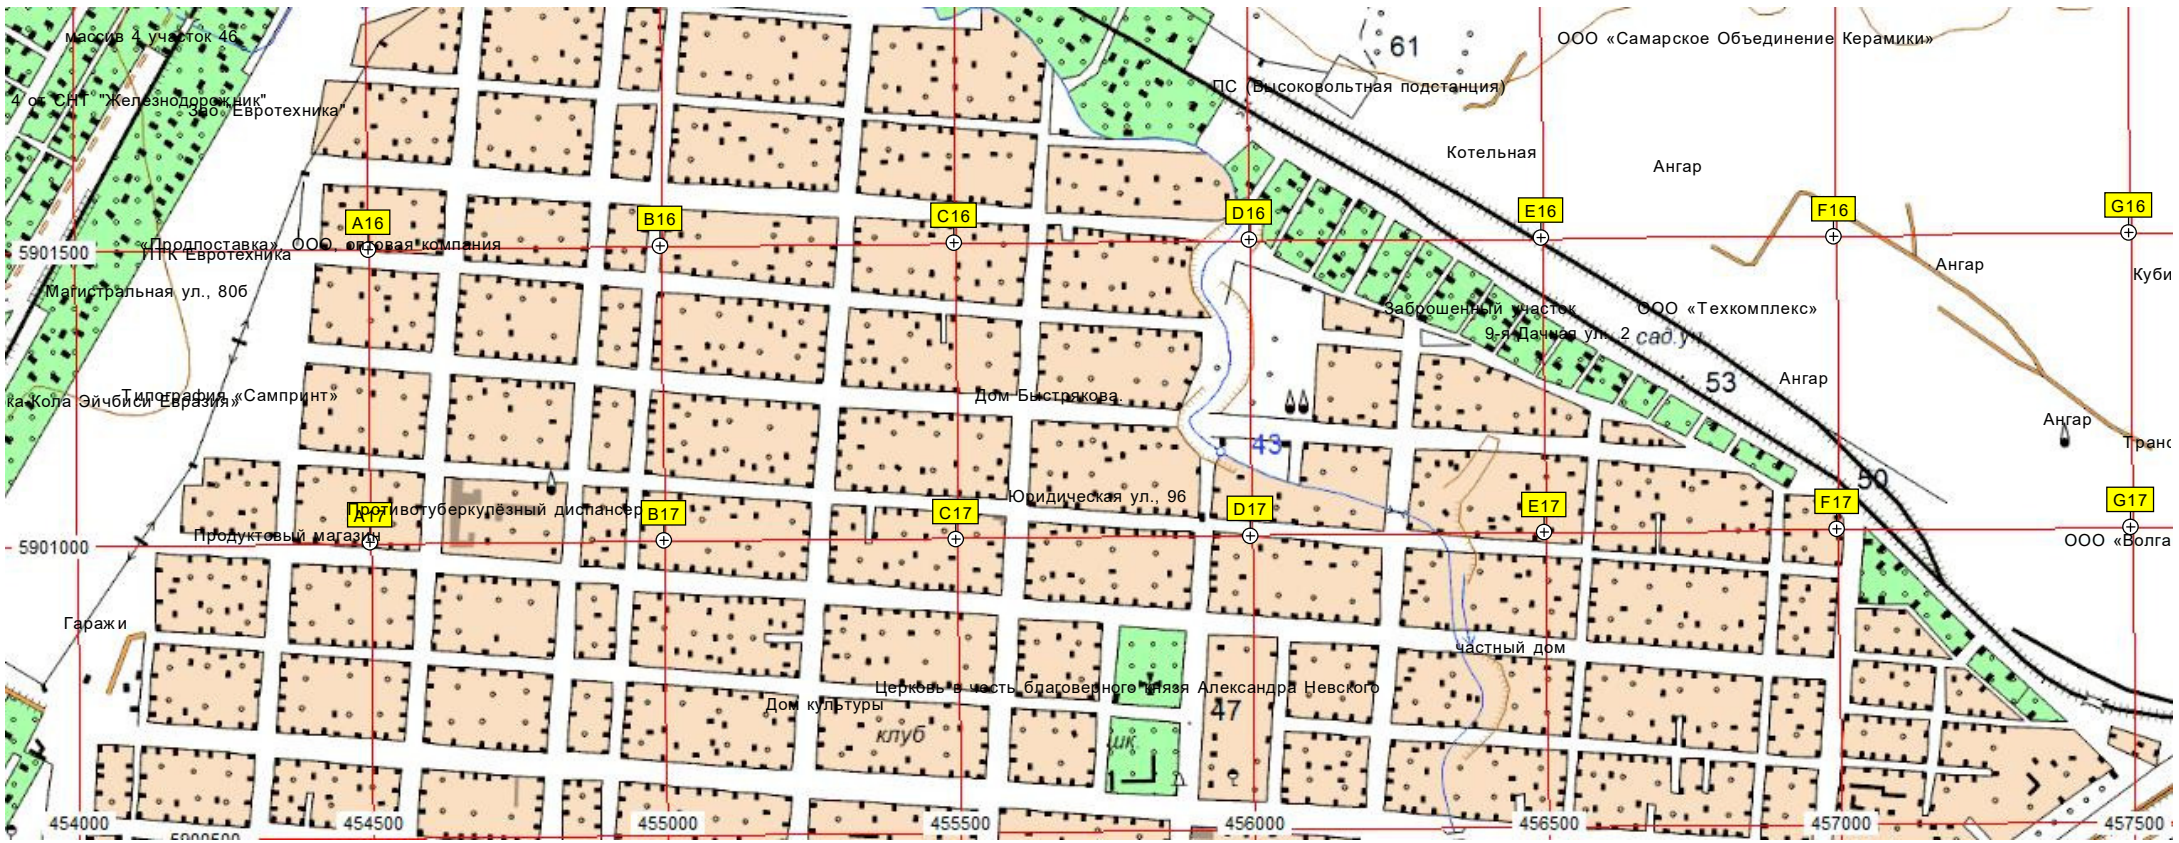 массив 4 участок 46
61
ООО «Самарское Объединение Керамики»
4 от СНТ "Железнодорожник"
Зао "Евротехника"
ПС (Высоковольтная подстанция)
Котельная
Ангар
A16
B16
C16
D16
E16
F16
G16
5901500
«Продпоставка», ООО, оптовая компания
ПТК Евротехника
Ангар
Куби
Магистральная ул., 80б
Заброшенный участок
ООО «Техкомплекс»
9-я Дачная ул., 2
сад.уч
53
Ангар
ка-Кола Эйчбиси Евразия»
Типография «Сампринт»
Дом Быстрякова.
Ангар
43
Транс
50
Юридическая ул., 96
Противотуберкулёзный диспансер
A17
B17
C17
D17
E17
F17
G17
Продуктовый магазин
5901000
ООО «Волга
Гаражи
частный дом
Церковь в честь благоверного князя Александра Невского
Дом культуры
47
клуб
шк.
454000
454500
455000
455500
456000
456500
457000
457500
5900500